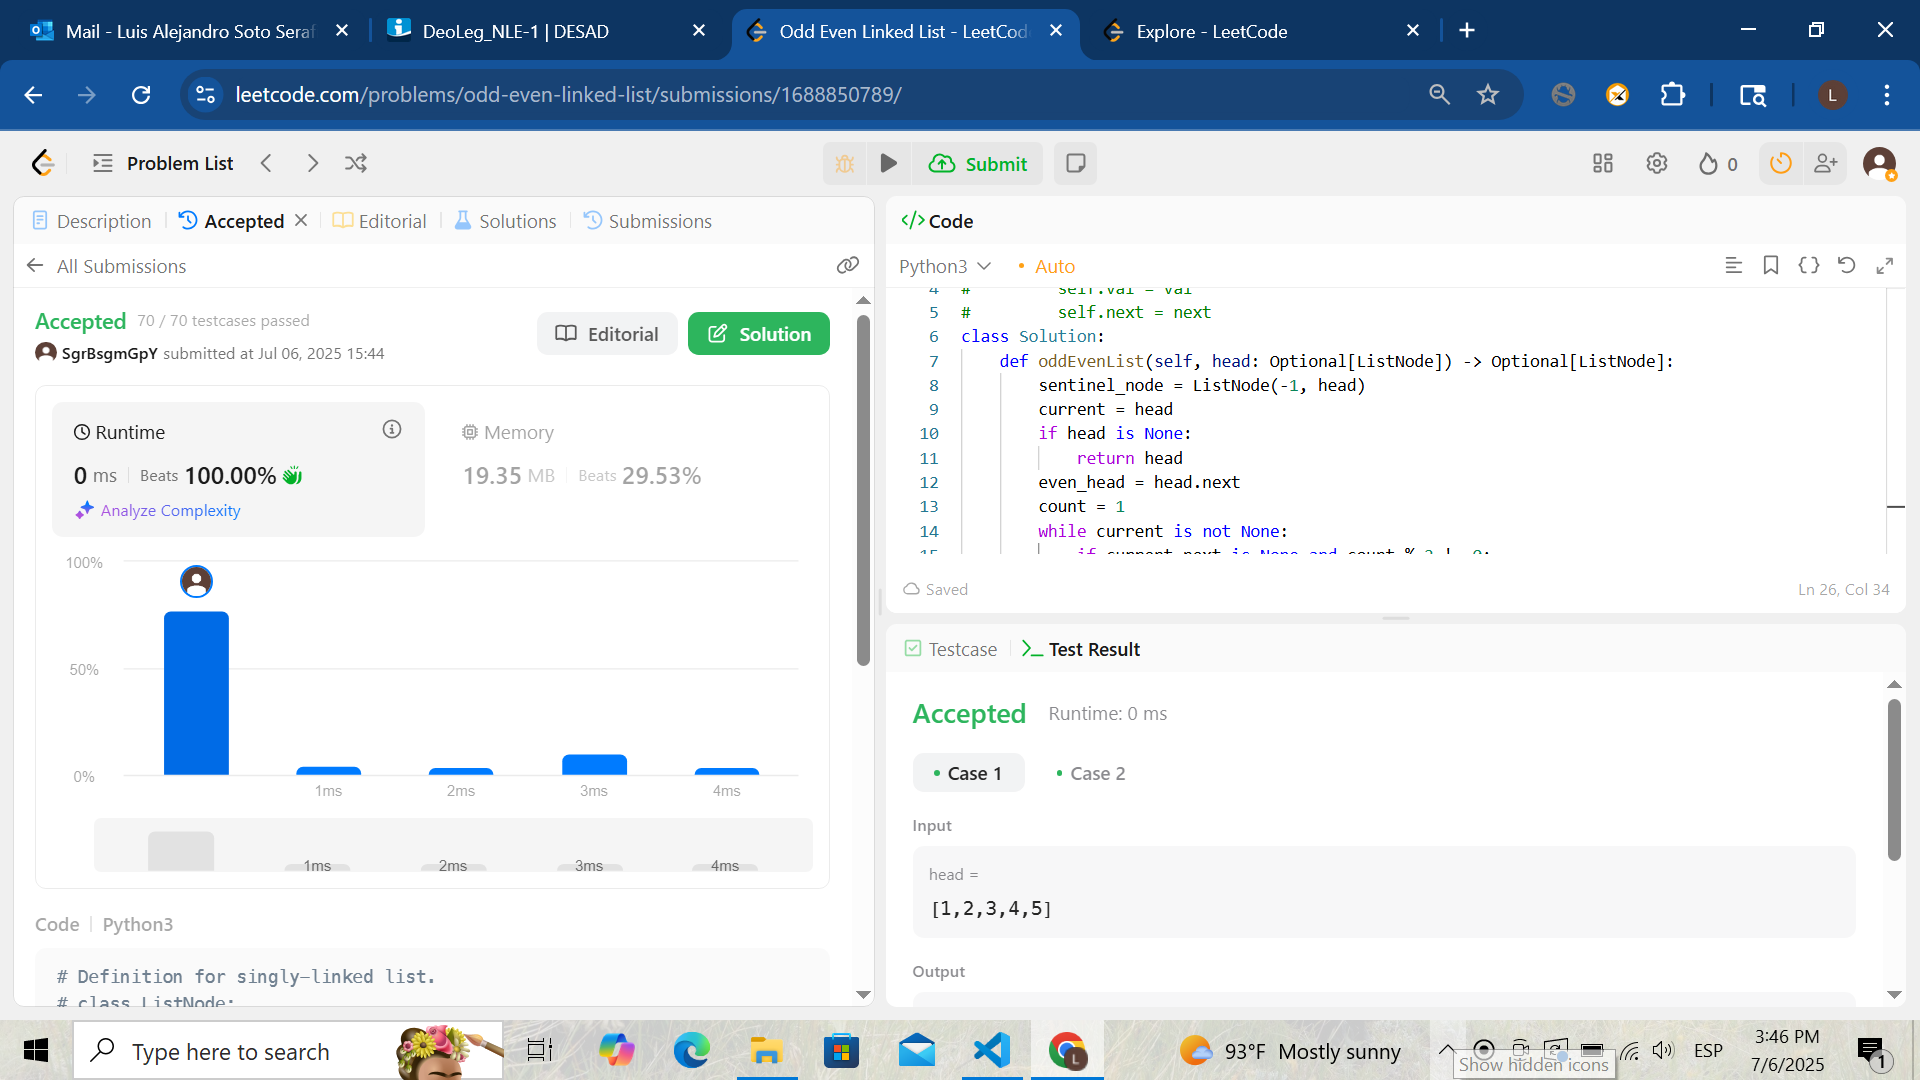 Mail - Luis Alejandro Soto Seraf
DeoLeg_NLE-1 | DESAD
Odd Even Linked List - LeetCod
Explore - LeetCode
leetcode.com/problems/odd-even-linked-list/submissions/1688850789/
L
Problem List
Submit
0
Description
Accepted
Editorial
Solutions
Submissions
All Submissions
Accepted 70 / 70 testcases passed
SgrBsgmGpY submitted at Jul 06, 2025 15:44
Editorial
Solution
Runtime
0 ms Beats 100.00%
Analyze Complexity
Memory
19.35 MB Beats 29.53%
100%
50%
0%
1ms 2ms 3ms 4ms
1ms 2ms 3ms 4ms
Code Python3
# Definition for singly-linked list.
# class ListNode:
Code
Python3 Auto
4 # self.val = val
5 # self.next = next
6 class Solution:
7 def oddEvenList(self, head: Optional[ListNode]) -> Optional[ListNode]:
8 sentinel_node = ListNode(-1, head)
9 current = head
10 if head is None:
11 return head
12 even_head = head.next
13 count = 1
14 while current is not None:
15 if current.next is None and count % 2 != 0:
Saved
Ln 26, Col 34
Testcase
Test Result
Accepted Runtime: 0 ms
Case 1
Case 2
Input
head =
[1,2,3,4,5]
Output
Type here to search
L
93°F Mostly sunny
Show hidden icons
ESP
3:46 PM
7/6/2025
1